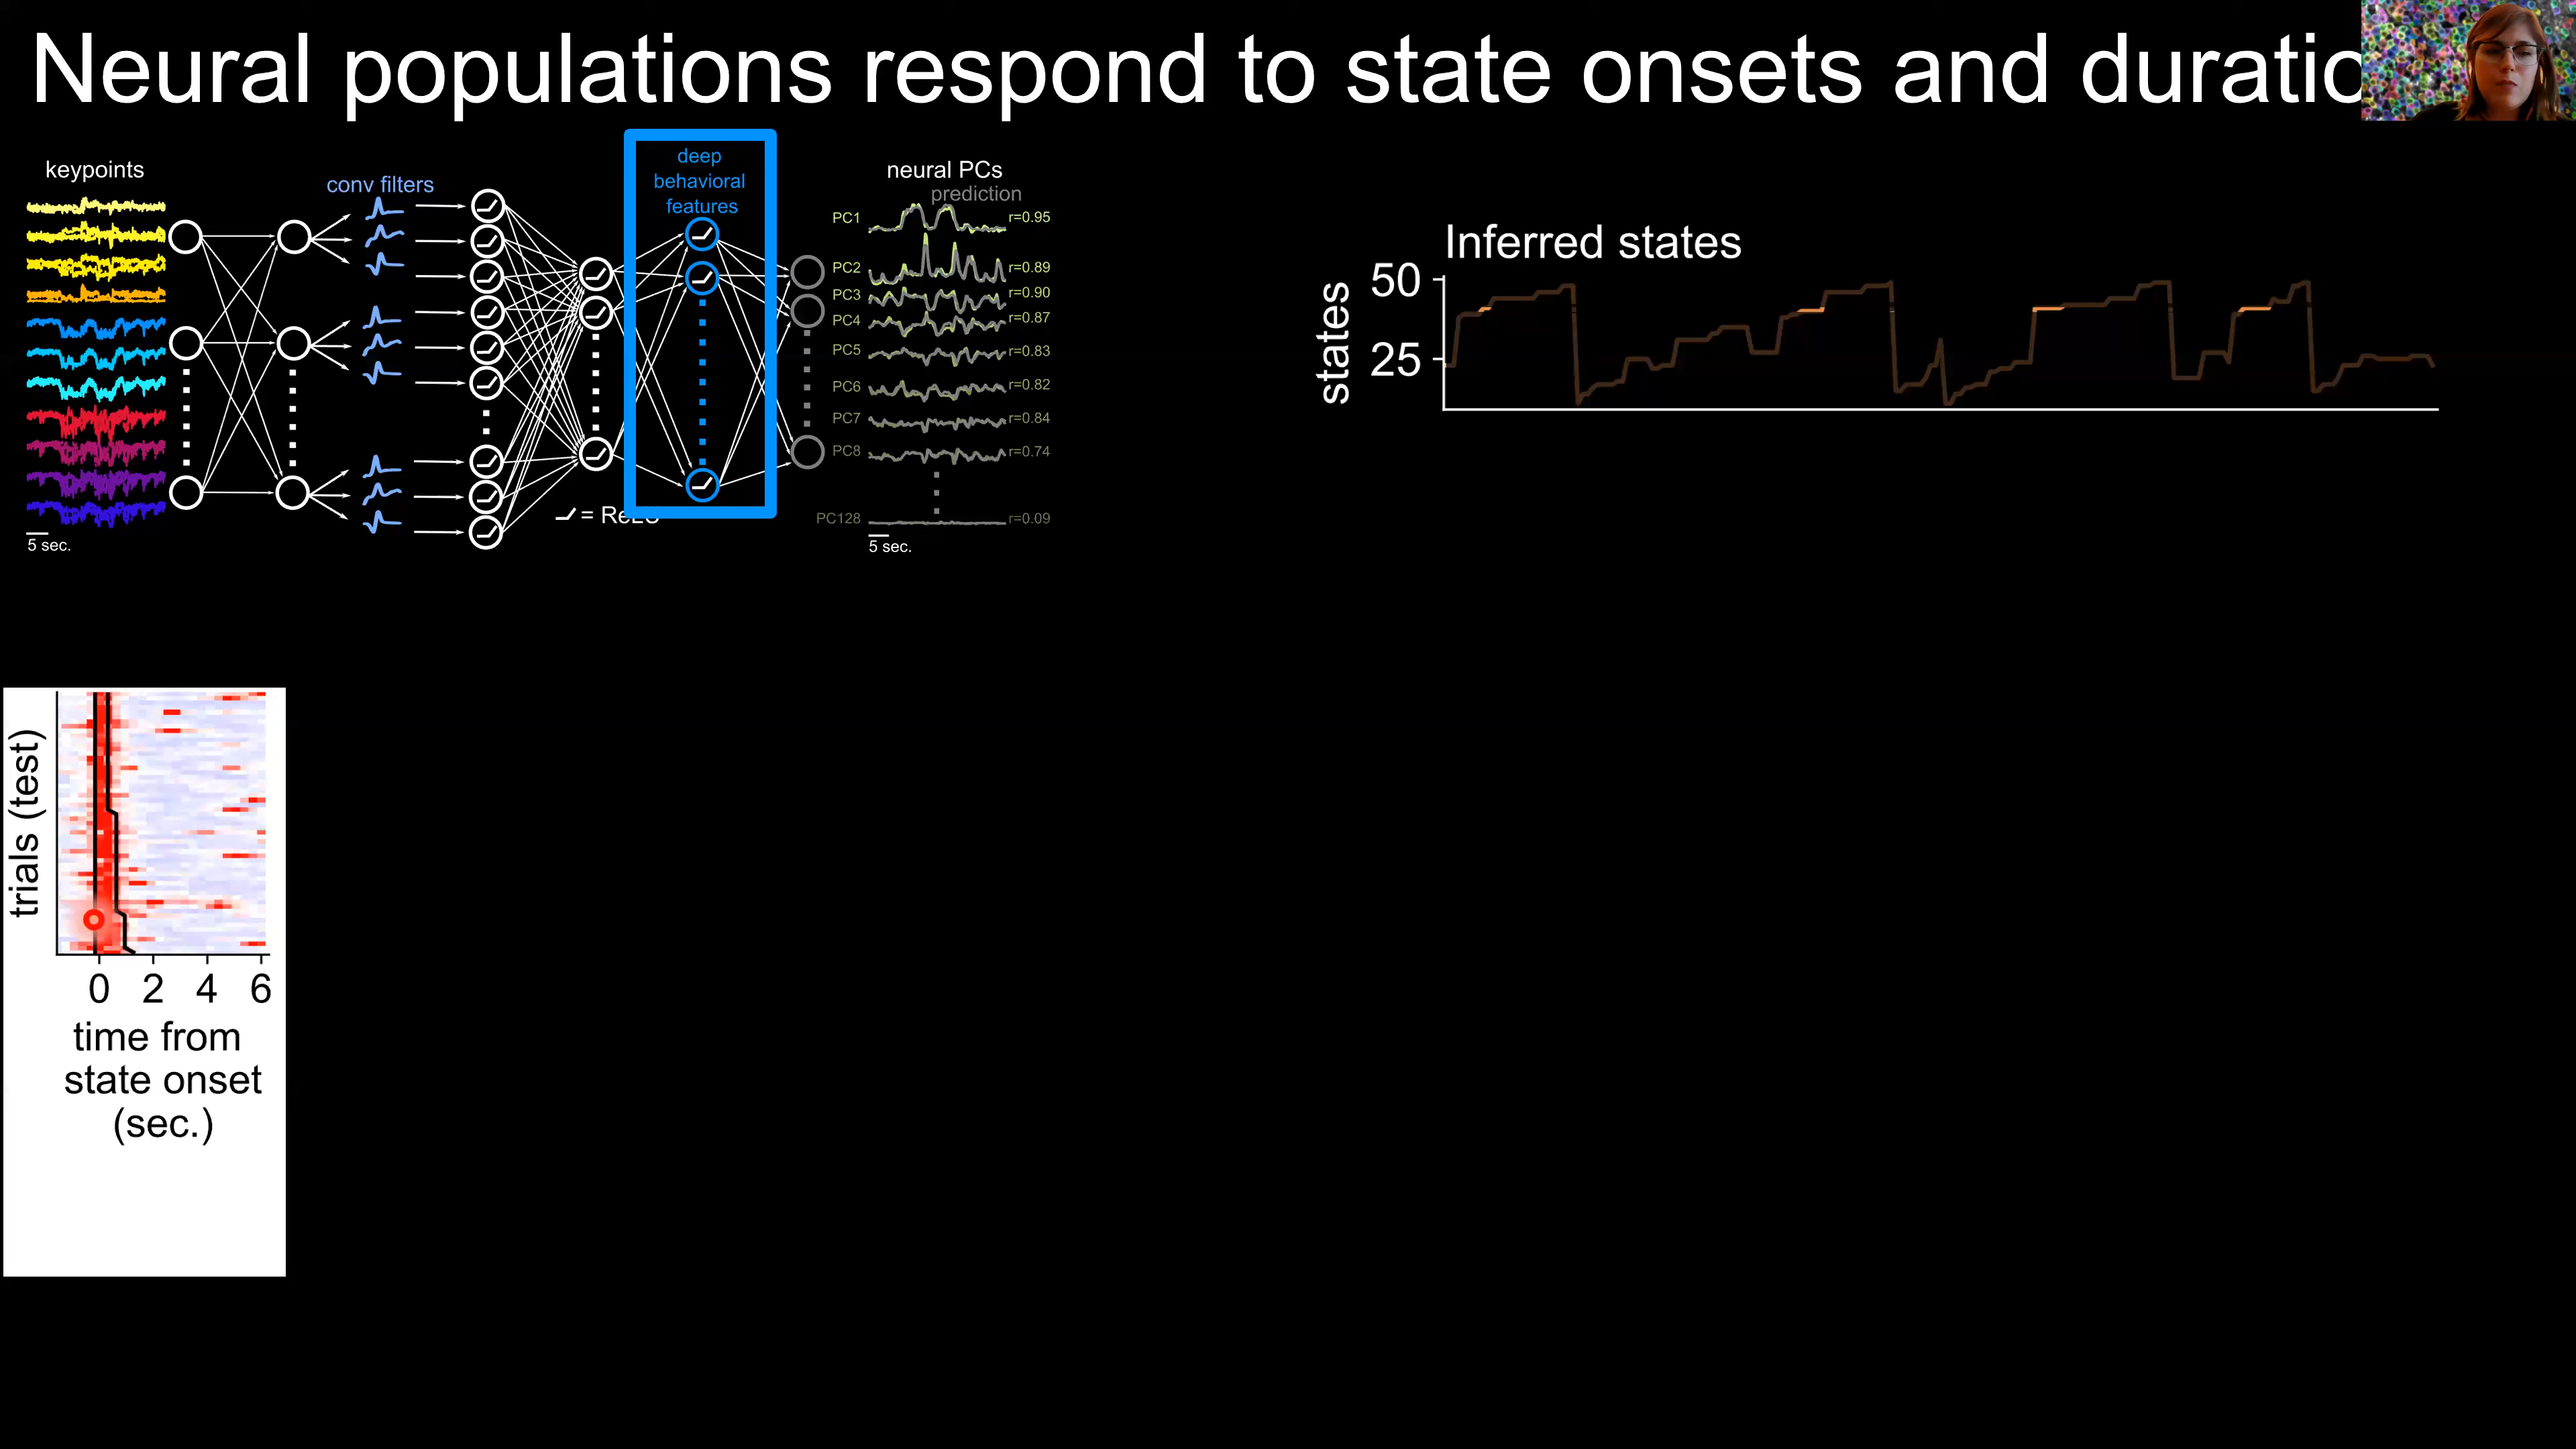 Neural populations respond to state onsets and duratio
keypoints
conv filters
deep
behavioral
features
neural PCs
prediction
PC1
r=0.95
PC2
r=0.89
PC3
r=0.90
PC4
r=0.87
PC5
r=0.83
PC6
r=0.82
PC7
r=0.84
PC8
r=0.74
PC128
r=0.09
5 sec.
5 sec.
= ReLU
Inferred states
states
50
25
trials (test)
0 2 4 6
time from
state onset
(sec.)